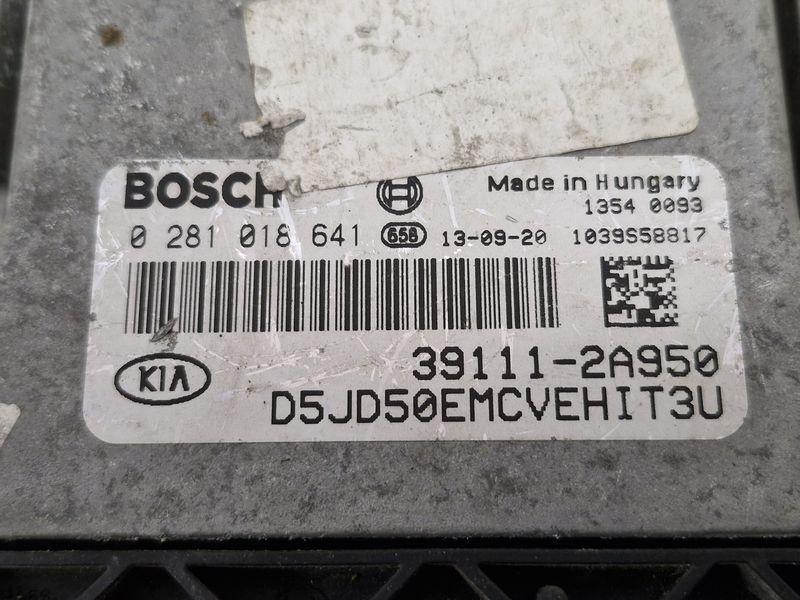 BOSCH
Made in Hungary
1354 0093
0 281 018 641 658 13-09-20 1039S58817
39111-2A950
KIA
D5JD50EMCVEHIT3U